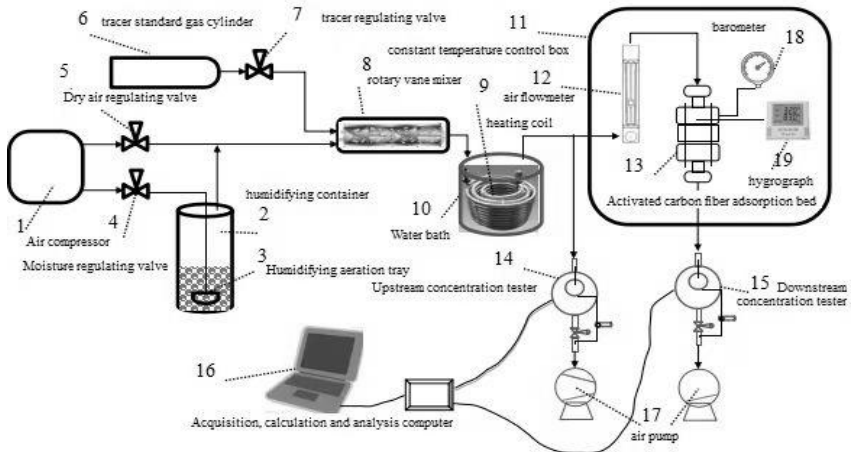 6
tracer standard gas cylinder
7
tracer regulating valve
11
constant temperature control box
barometer
18
5
Dry air regulating valve
8
rotary vane mixer
9
heating coil
12
air flowmeter
13
19
hygrograph
Activated carbon fiber adsorption bed
1
Air compressor
4
Moisture regulating valve
humidifying container
2
3
Humidifying aeration tray
10
Water bath
14
Upstream concentration tester
15
Downstream
concentration tester
16
Acquisition, calculation and analysis computer
17
air pump